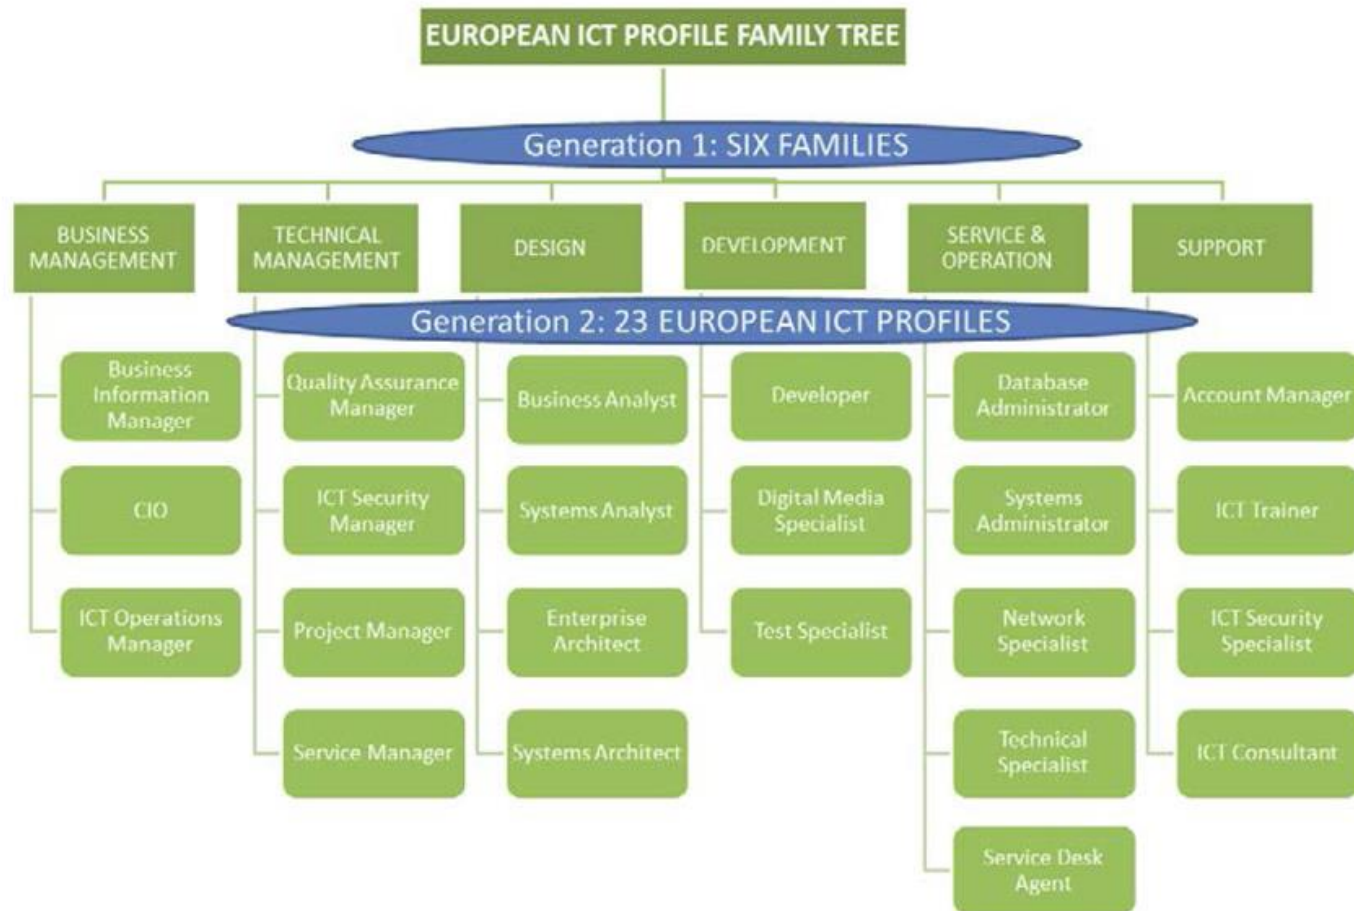 EUROPEAN ICT PROFILE FAMILY TREE
Generation 1: SIX FAMILIES
BUSINESS
MANAGEMENT
TECHNICAL
MANAGEMENT
DESIGN
DEVELOPMENT
SERVICE &
OPERATION
SUPPORT
Generation 2: 23 EUROPEAN ICT PROFILES
Business
Information
Manager
CIO
ICT Operations
Manager
Quality Assurance
Manager
ICT Security
Manager
Project Manager
Service Manager
Business Analyst
Systems Analyst
Enterprise
Architect
Systems Architect
Developer
Digital Media
Specialist
Test Specialist
Database
Administrator
Systems
Administrator
Network
Specialist
Technical
Specialist
Service Desk
Agent
Account Manager
ICT Trainer
ICT Security
Specialist
ICT Consultant